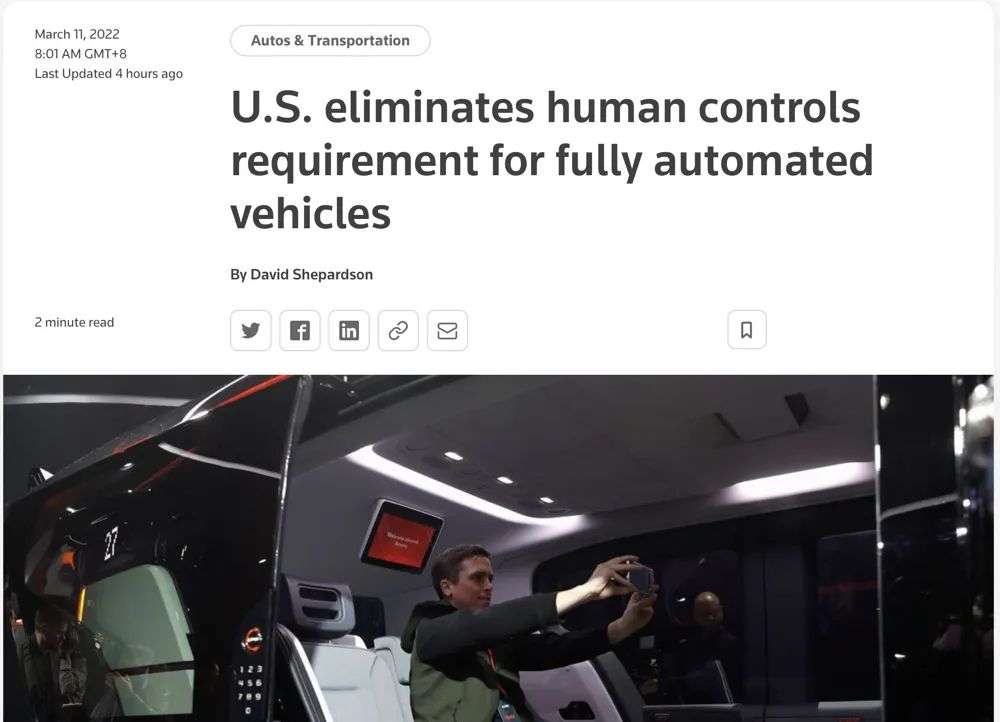 March 11, 2022
8:01 AM GMT+8
Last Updated 4 hours ago
Autos & Transportation
U.S. eliminates human controls
requirement for fully automated
vehicles
By David Shepardson
2 minute read
27
1 2 3
4 5 6
7 8 9
0